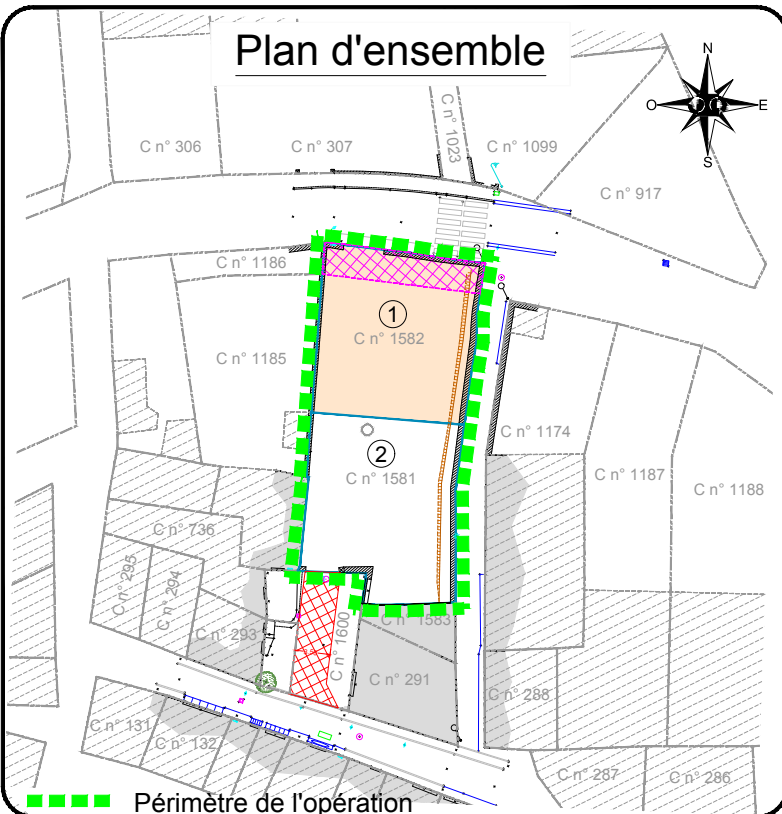 Plan d'ensemble
N
O
E
S
C n° 306
C n° 307
C n° 1023
C n° 1099
C n° 917
C n° 1186
1
C n° 1582
C n° 1185
2
C n° 1581
C n° 1174
C n° 1187
C n° 1188
C n° 736
C n° 295
C n° 294
C n° 293
C n° 1600
C n° 1583
C n° 291
C n° 288
C n° 131
C n° 132
C n° 287
C n° 286
Périmètre de l'opération